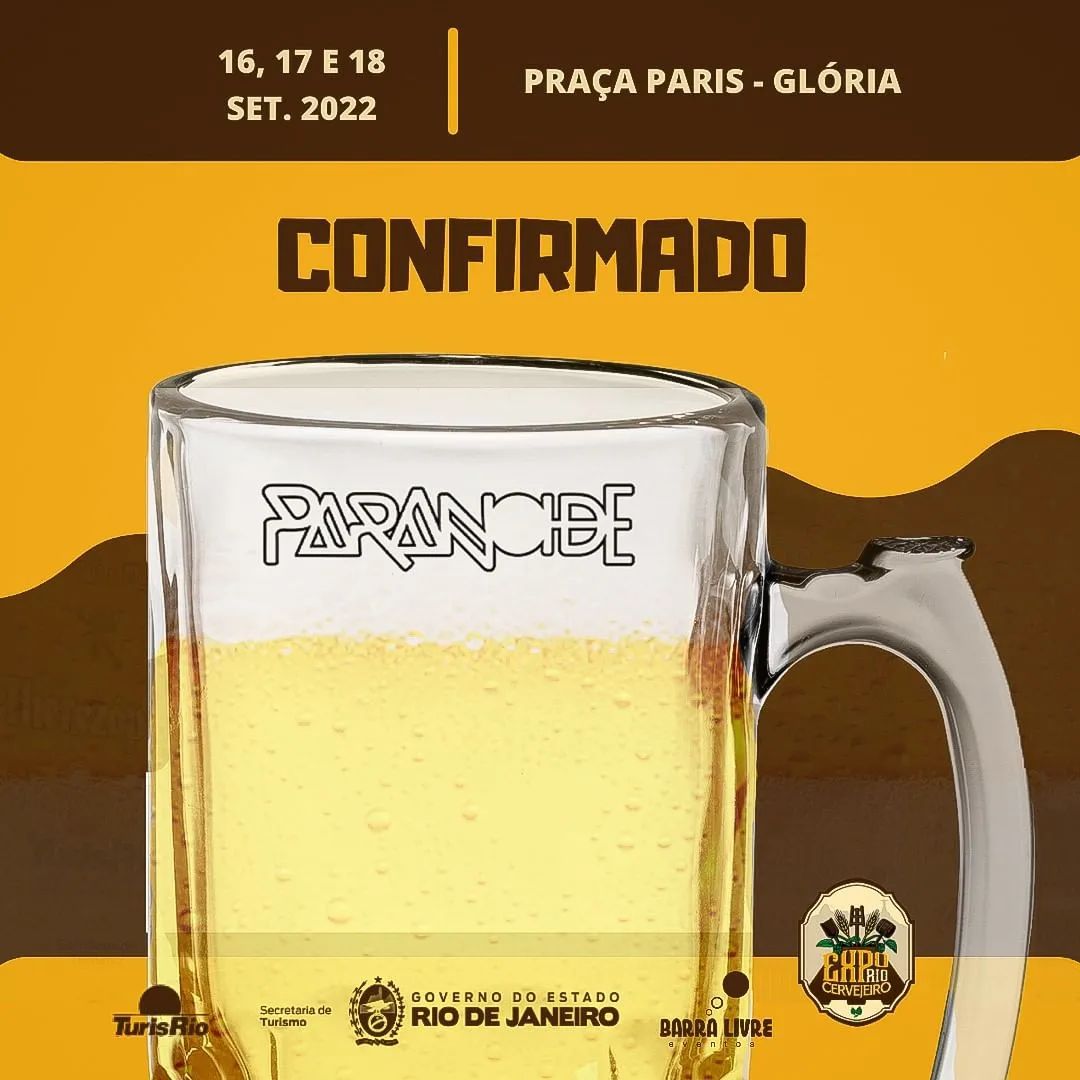 16, 17 E 18
SET. 2022
PRAÇA PARIS - GLÓRIA
CONFIRMADO
PARANOIDE
EXPO
RIO
CERVEJEIRO
TurisRio
Secretaria de
Turismo
GOVERNO DO ESTADO
RIO DE JANEIRO
BARRA LIVRE
eventos